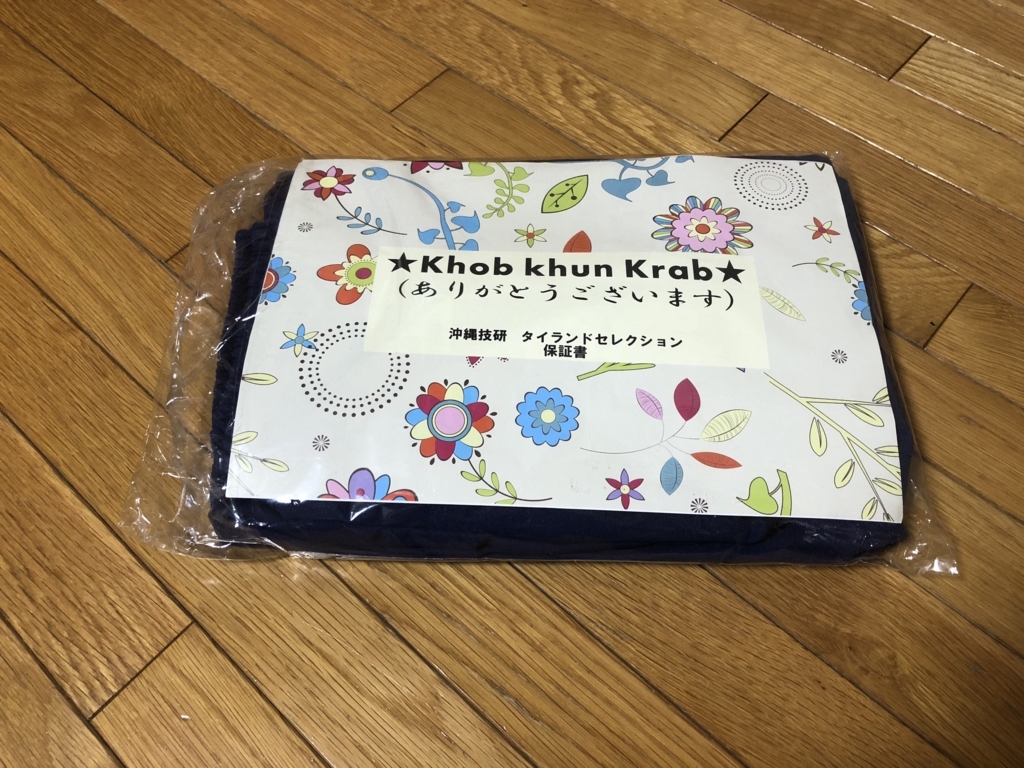 ★Khob khun Krab★
(ありがとうございます)
沖縄技研 タイランドセレクション
保証書